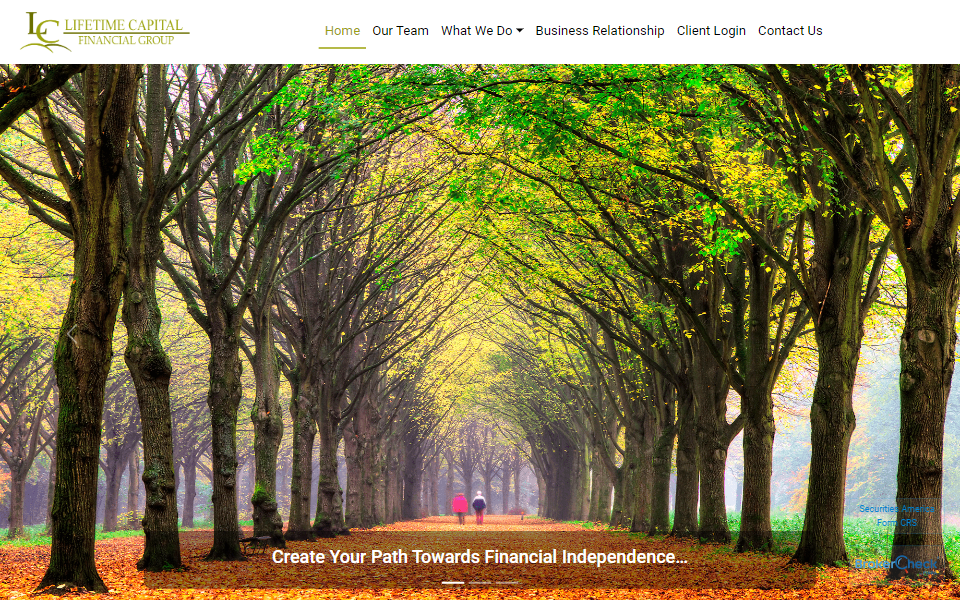 LC LIFETIME CAPITAL
FINANCIAL GROUP
Home Our Team What We Do Business Relationship Client Login Contact Us
Securities America
Form CRS
BrokerCheck
Create Your Path Towards Financial Independence...